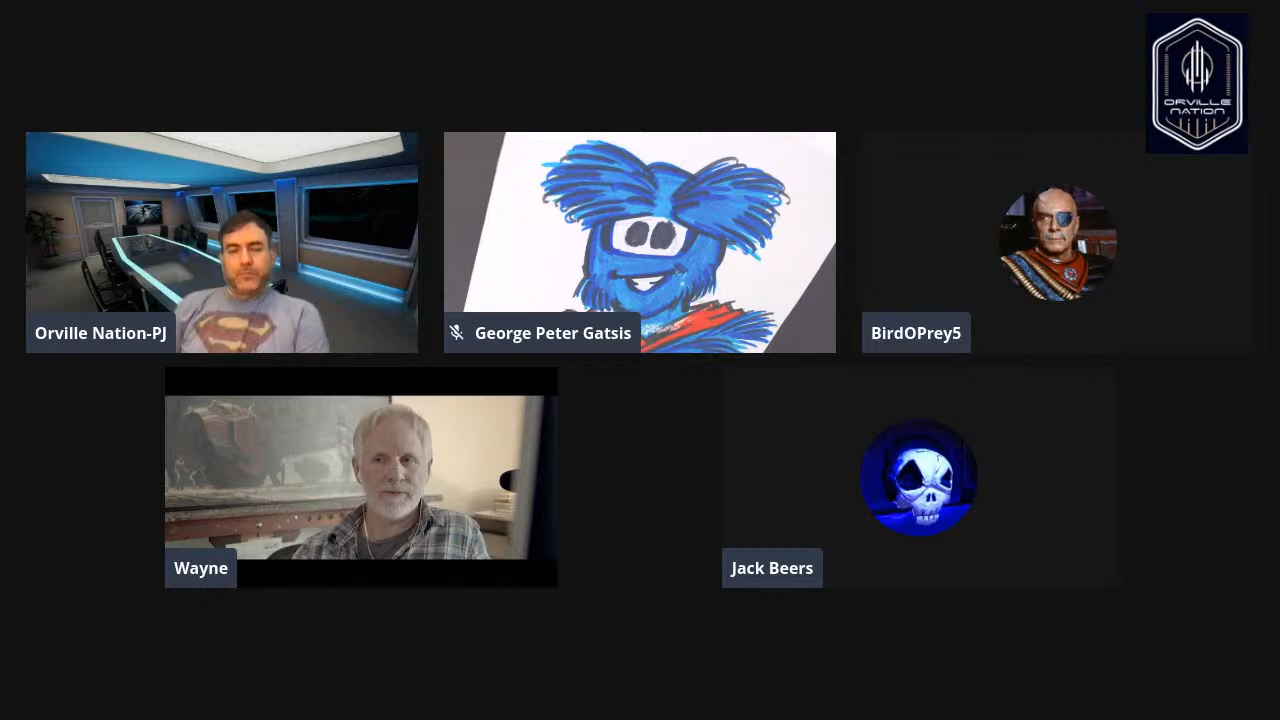 ORVILLE
NATION
Orville Nation-PJ
George Peter Gatsis
BirdOPrey5
Wayne
Jack Beers